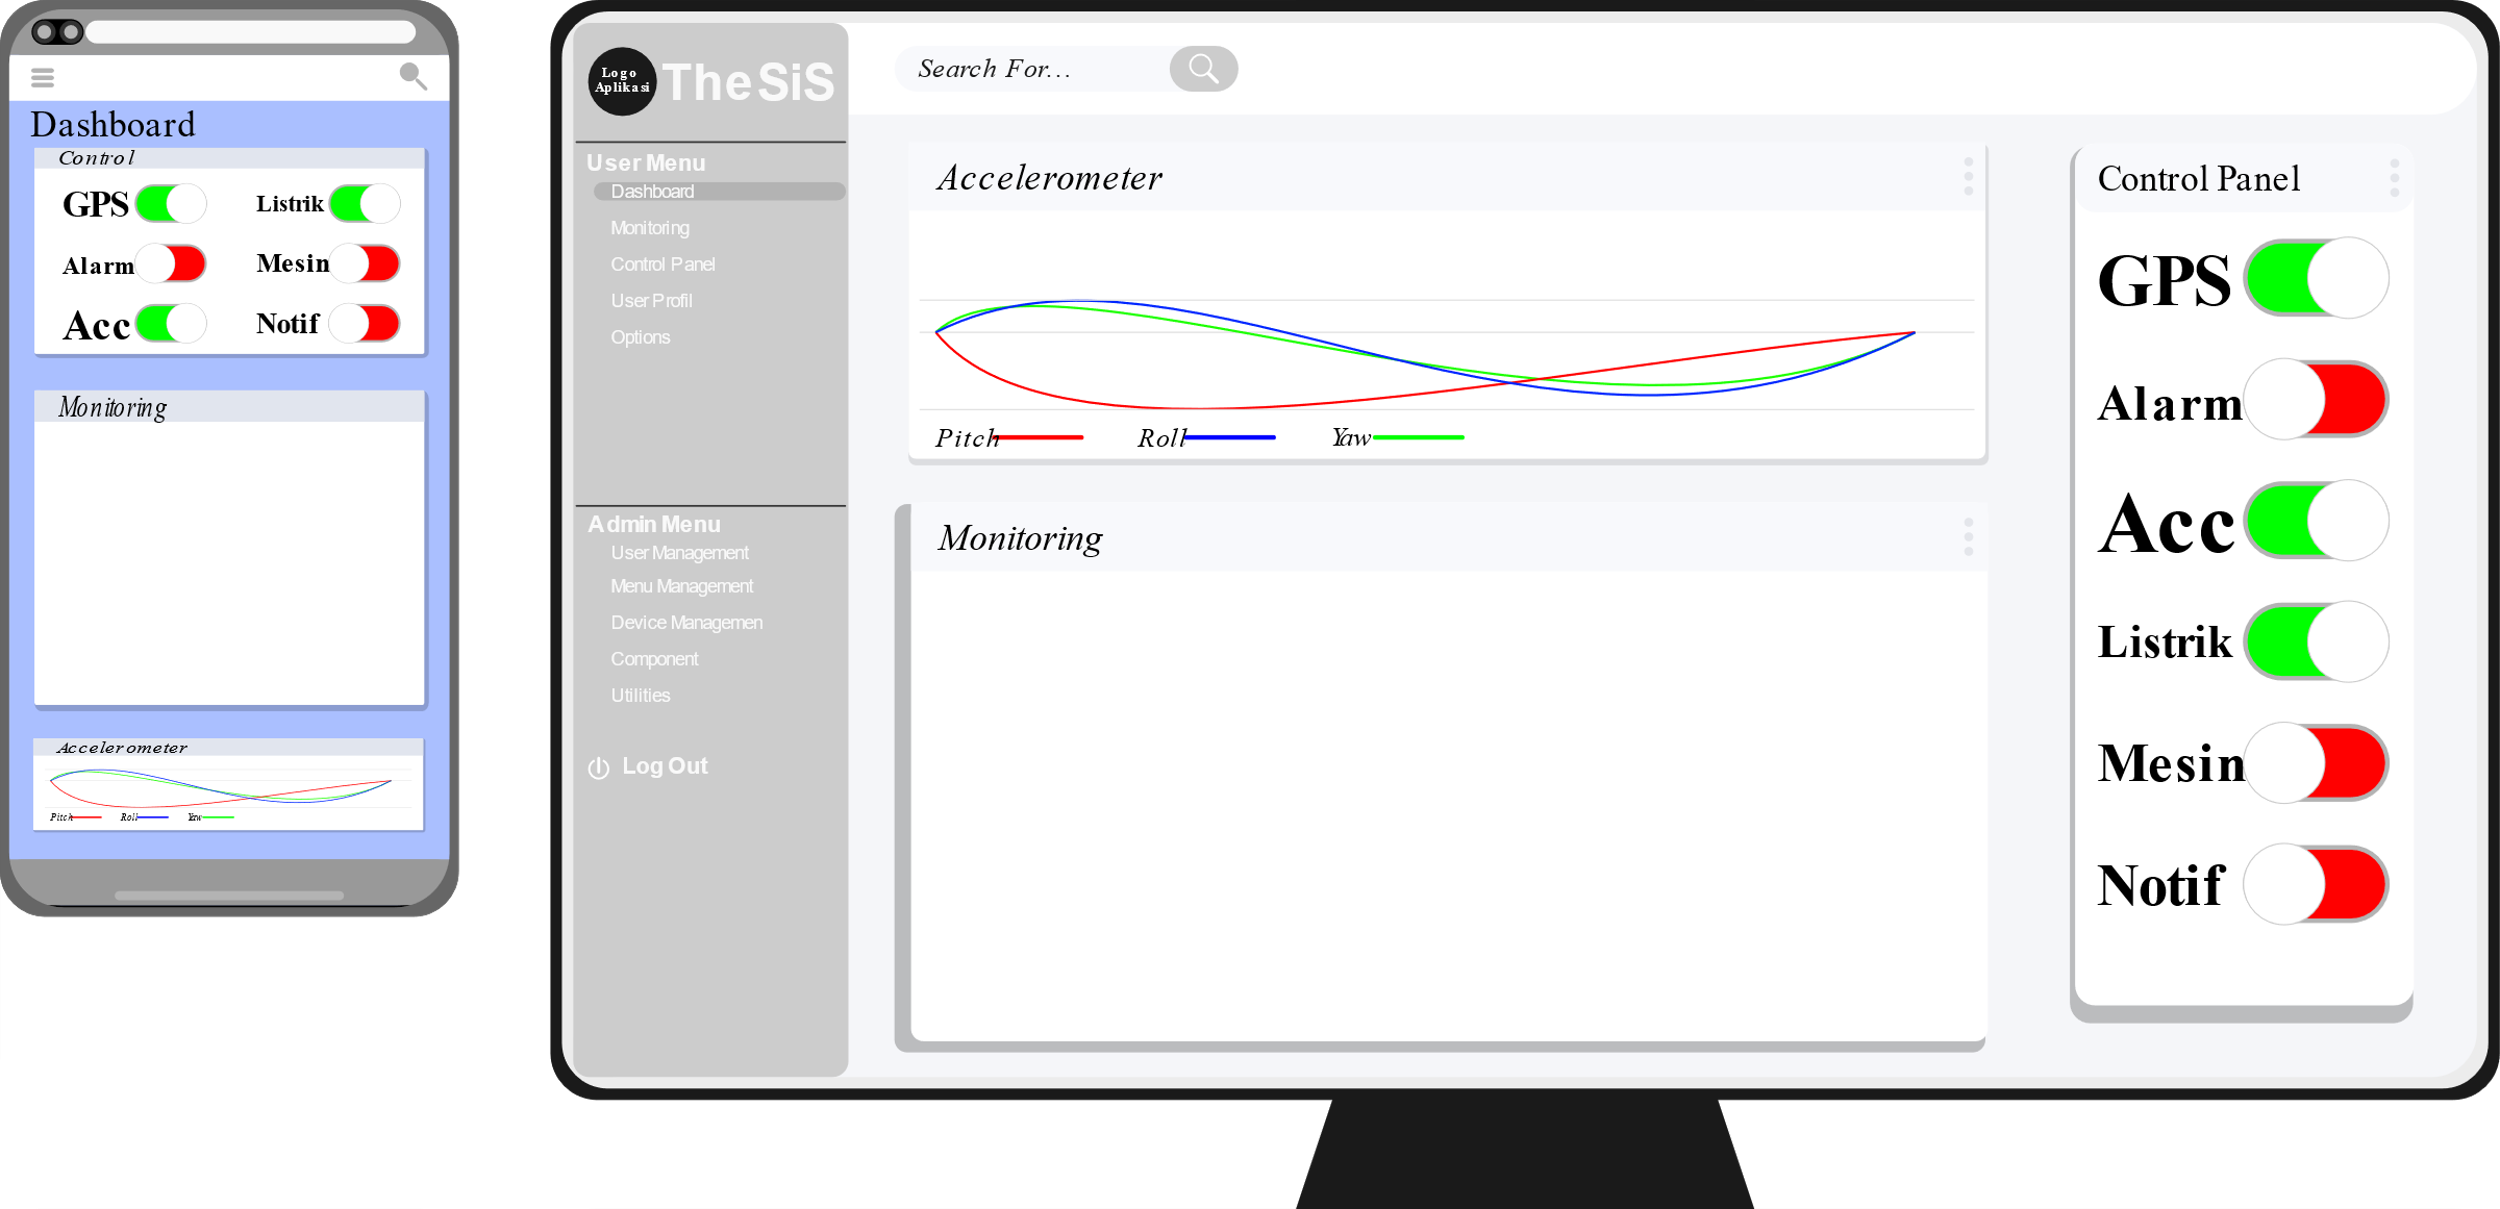 Dashboard
Control
GPS
Listrik
Alarm
Mesin
Acc
Notif
Monitoring
Accelerometer
Pitch
Roll
Yaw
Logo
Aplikasi
TheSiS
User Menu
Dashboard
Monitoring
Control Panel
User Profil
Options
Admin Menu
User Management
Menu Management
Device Managemen
Component
Utilities
Log Out
Search For...
Accelerometer
Pitch
Roll
Yaw
Monitoring
Control Panel
GPS
Alarm
Acc
Listrik
Mesin
Notif